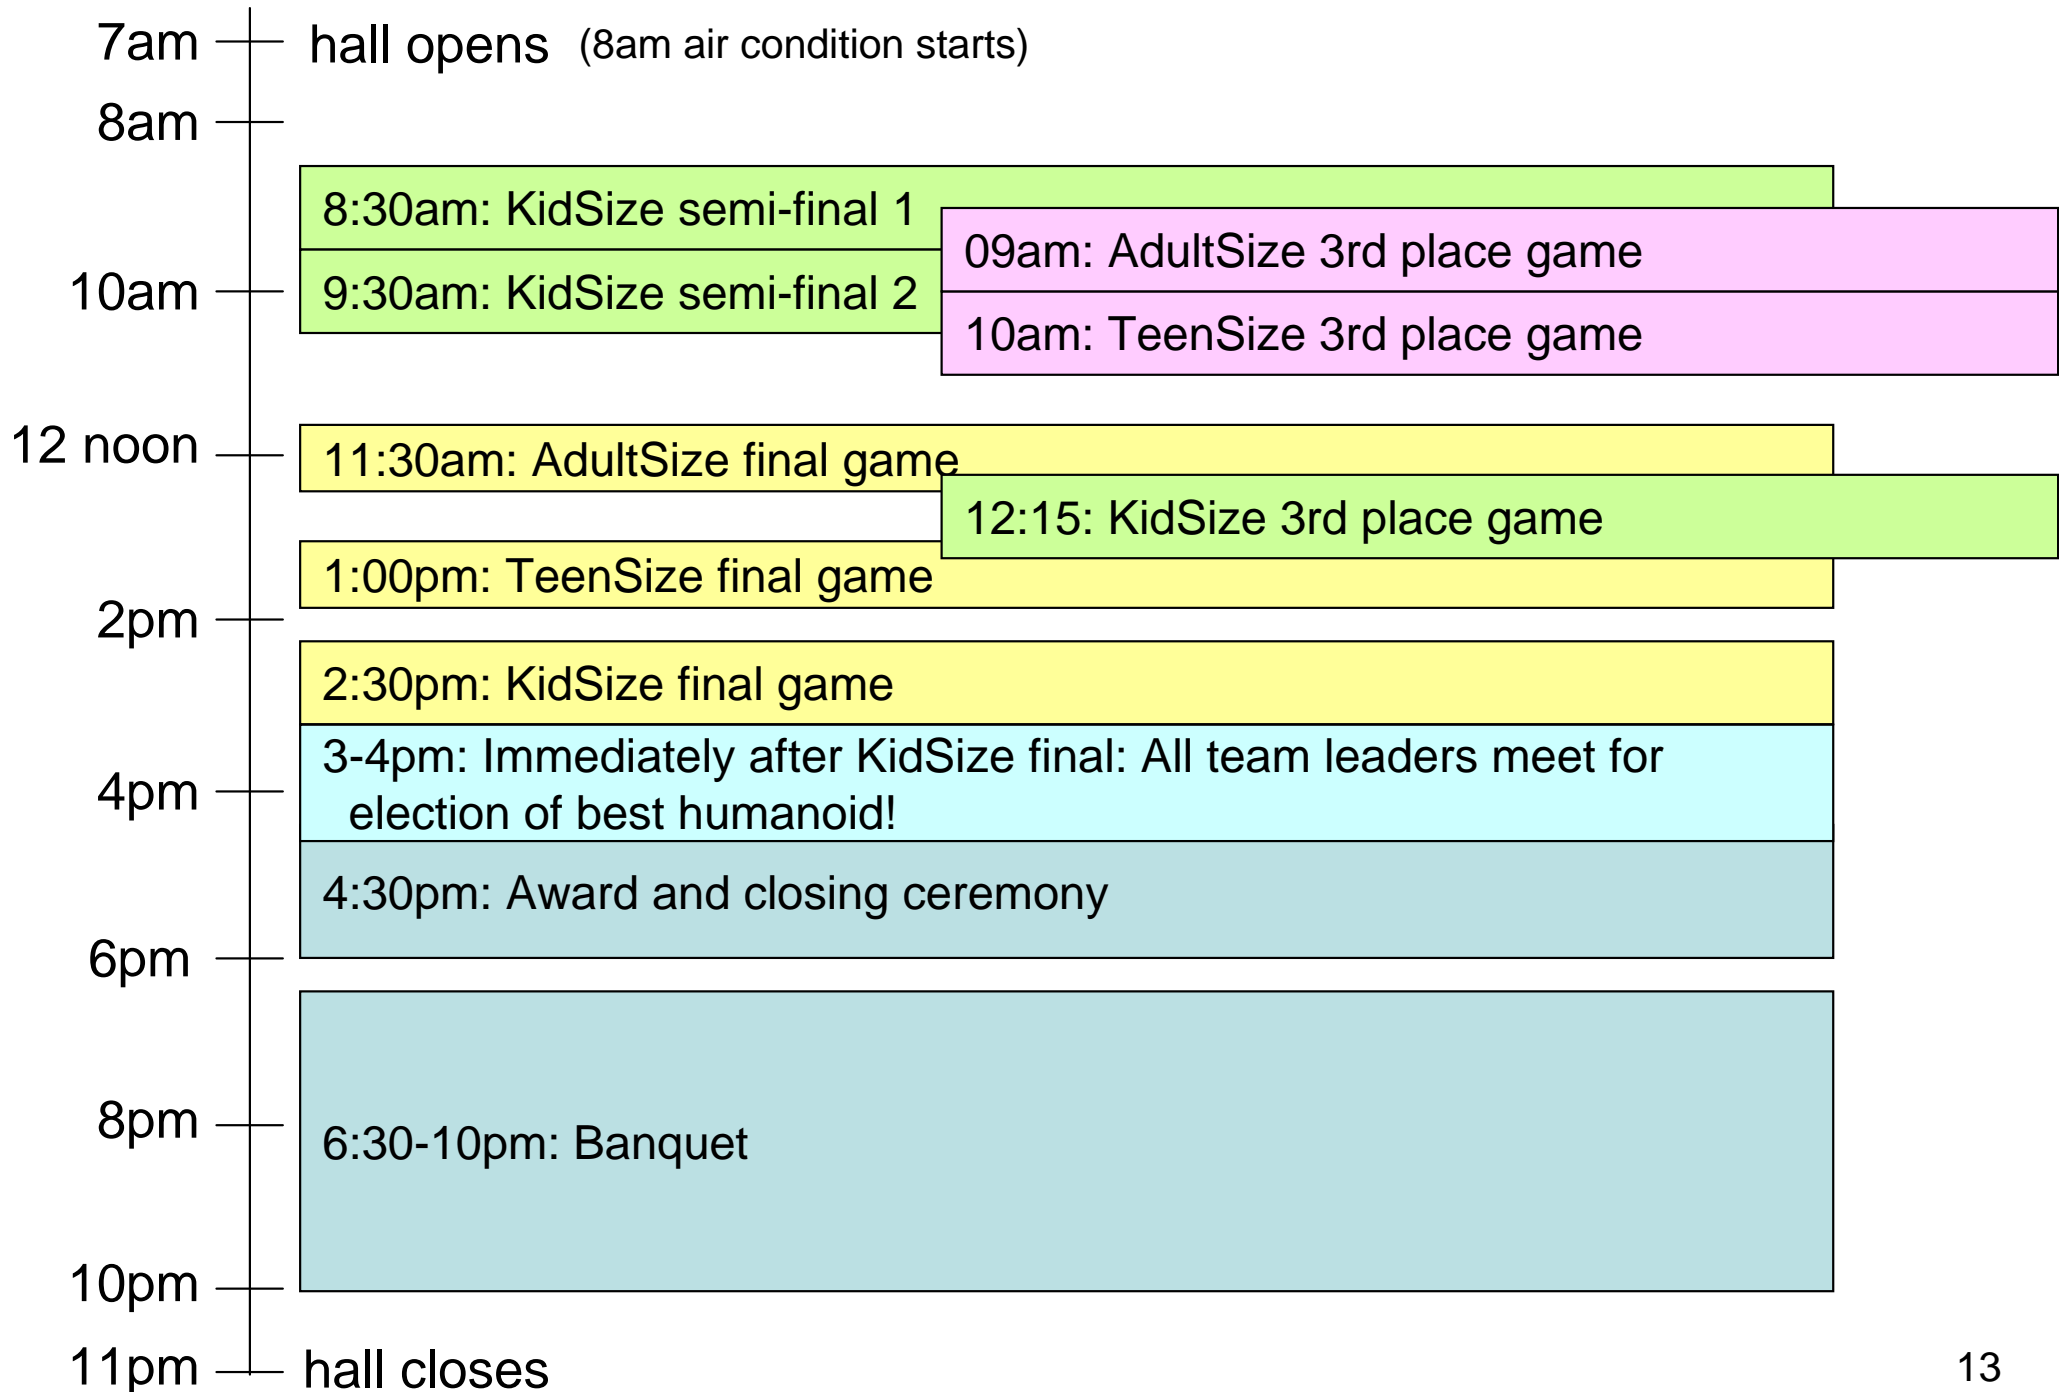 7am
hall opens (8am air condition starts)
8am
8:30am: KidSize semi-final 1
09am: AdultSize 3rd place game
10am
9:30am: KidSize semi-final 2
10am: TeenSize 3rd place game
12 noon
11:30am: AdultSize final game
12:15: KidSize 3rd place game
1:00pm: TeenSize final game
2pm
2:30pm: KidSize final game
3-4pm: Immediately after KidSize final: All team leaders meet for
election of best humanoid!
4pm
4:30pm: Award and closing ceremony
6pm
8pm
6:30-10pm: Banquet
10pm
11pm
hall closes
13